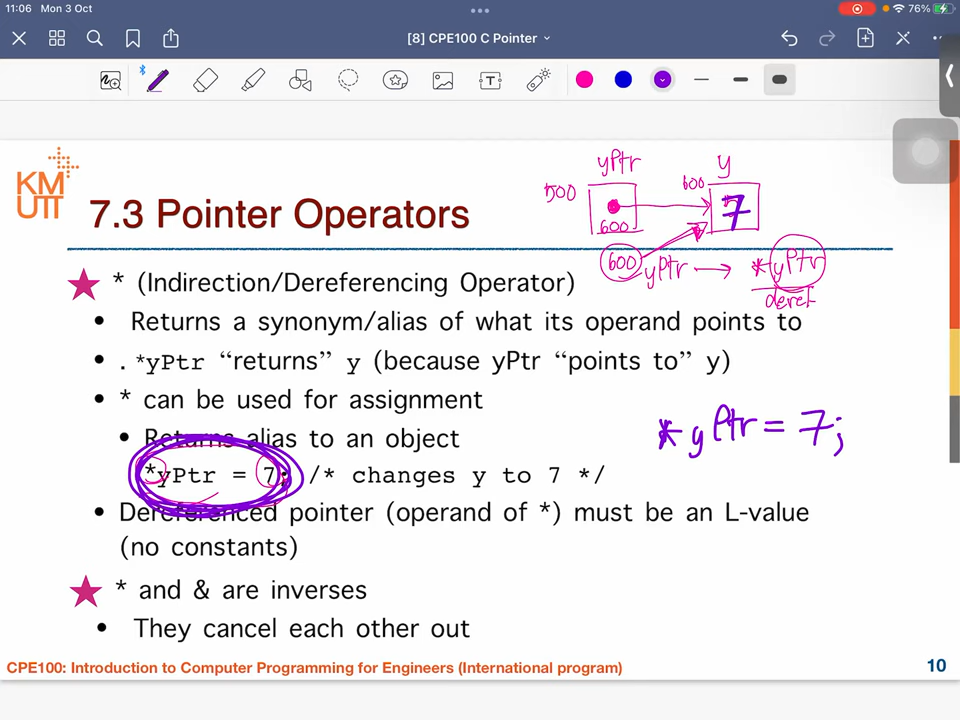 11:06 Mon 3 Oct
76%
[8] CPE100 C Pointer
T
KM
UTT
7.3 Pointer Operators
yPtr
y
500
600
7
600
600
yPtr → *yPtr
deref
* (Indirection/Dereferencing Operator)
• Returns a synonym/alias of what its operand points to
• . *yPtr “returns” y (because yPtr “points to” y)
• * can be used for assignment
• Returns alias to an object
*yPtr = 7; /* changes y to 7 */
*yPtr = 7;
• Dereferenced pointer (operand of *) must be an L-value
(no constants)
* and & are inverses
• They cancel each other out
CPE100: Introduction to Computer Programming for Engineers (International program)
10